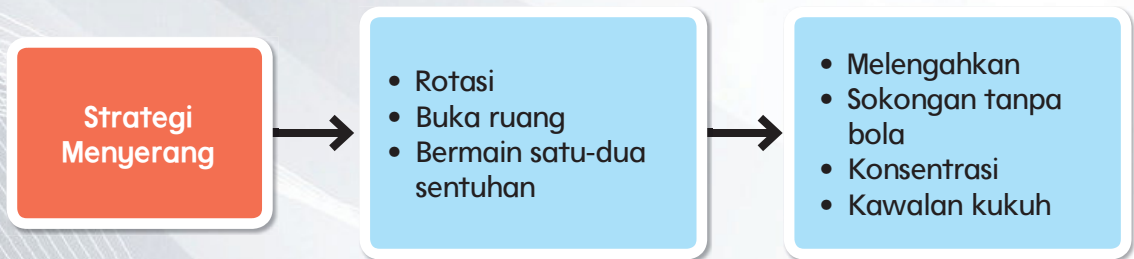 Strategi
Menyerang
• Rotasi
• Buka ruang
• Bermain satu-dua
sentuhan
• Melengahkan
• Sokongan tanpa
bola
• Konsentrasi
• Kawalan kukuh